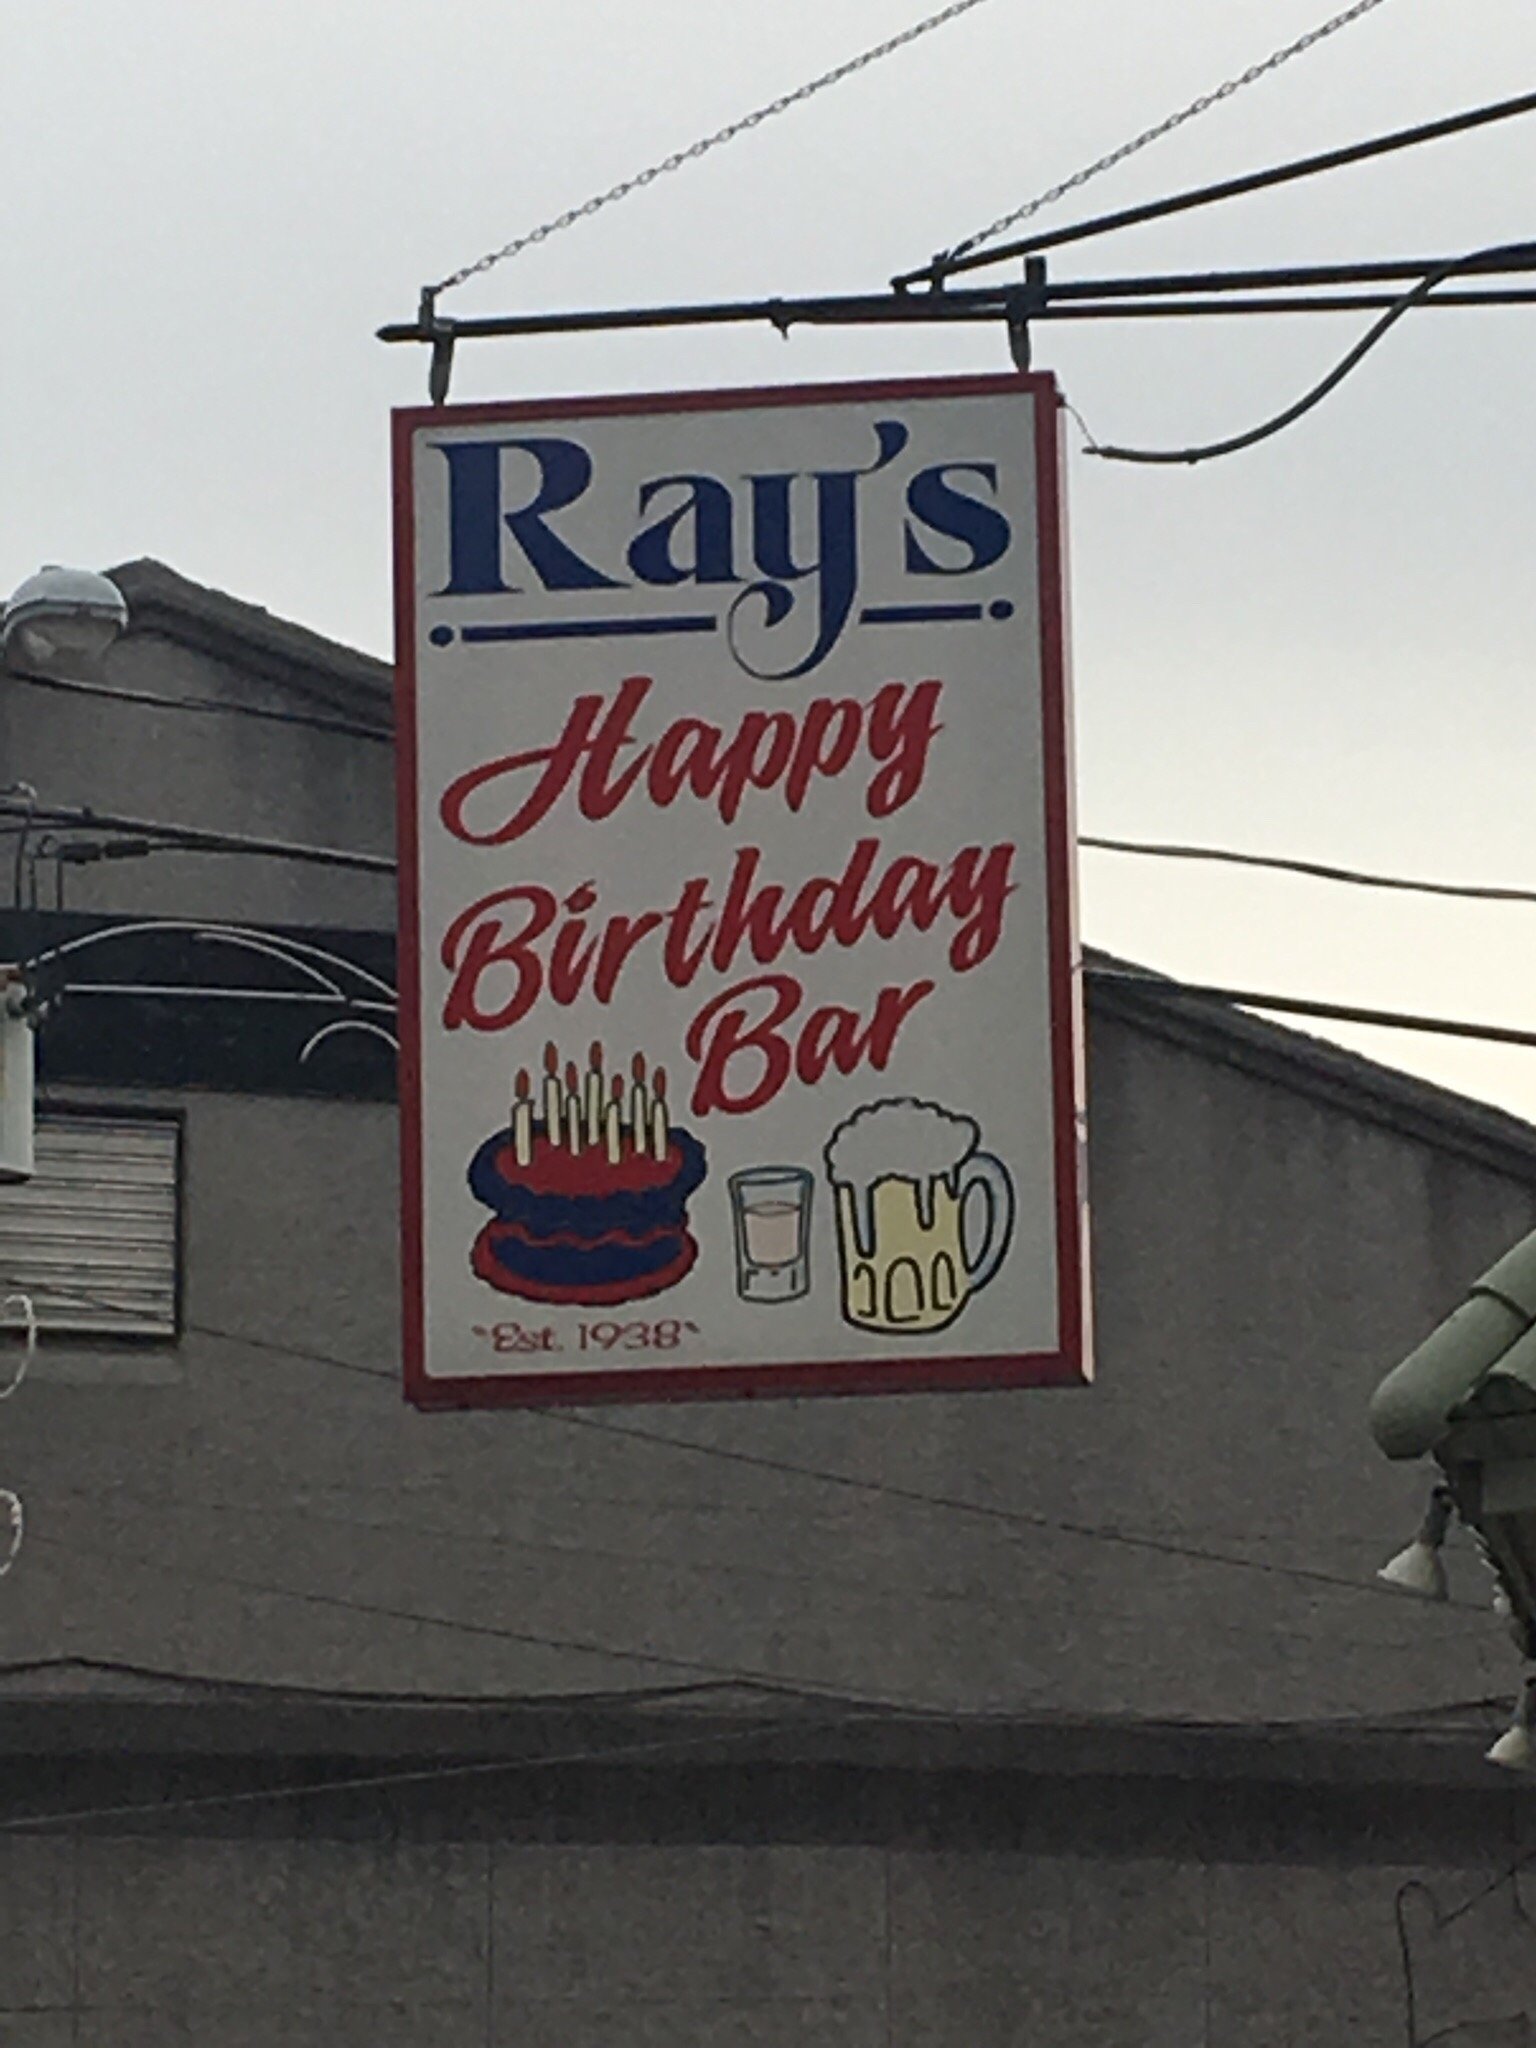 Ray's
Happy
Birthday
Bar
"Est. 1938"